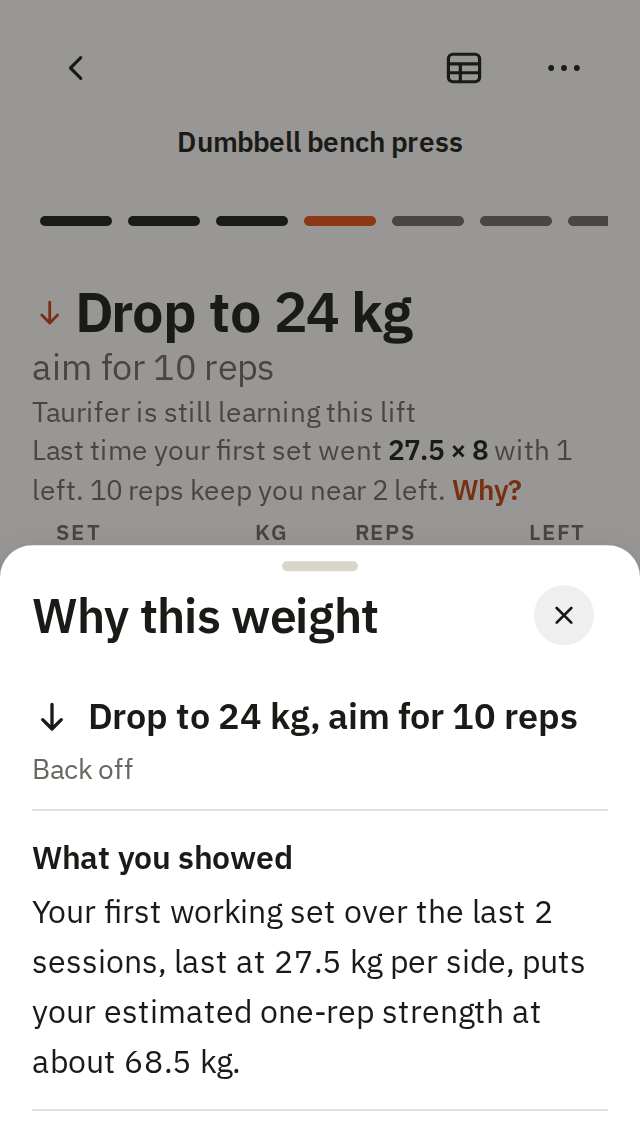 Dumbbell bench press
Drop to 24 kg
aim for 10 reps
Taurifer is still learning this lift
Last time your first set went 27.5 × 8 with 1
left. 10 reps keep you near 2 left. Why?
SET KG REPS LEFT
Why this weight
Drop to 24 kg, aim for 10 reps
Back off
What you showed
Your first working set over the last 2
sessions, last at 27.5 kg per side, puts
your estimated one-rep strength at
about 68.5 kg.